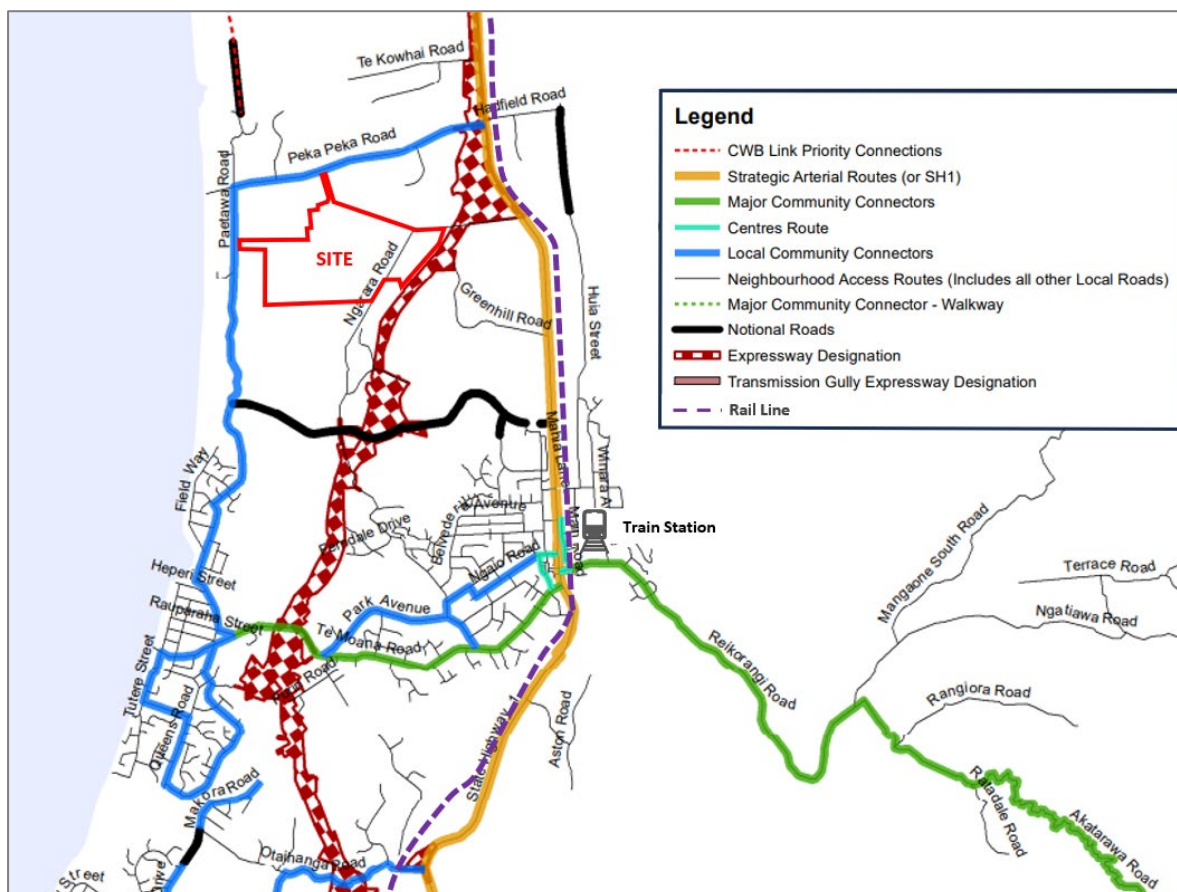 Te Kowhai Road
Hadfield Road
Peka Peka Road
Paetawa Road
SITE
Ngarara Road
Greenhill Road
Huia Street
Legend
CWB Link Priority Connections
Strategic Arterial Routes (or SH1)
Major Community Connectors
Centres Route
Local Community Connectors
Neighbourhood Access Routes (Includes all other Local Roads)
Major Community Connector - Walkway
Notional Roads
Expressway Designation
Transmission Gully Expressway Designation
Rail Line
Field Way
Lane
Winara A
Avenue
Main Road
Train Station
Ferndale Drive
Ngaio Road
Mangaone South Road
Terrace Road
Ngatiawa Road
Heperi Street
Rauparaha Street
Park Avenue
Te Moana Road
Tutere Street
Queens Road
Road
Reikorangi Road
Rangiora Road
State Highway 1
Aston Road
Makora Road
Ratadale Road
Akatarawa Road
Otaihanga Road
Street